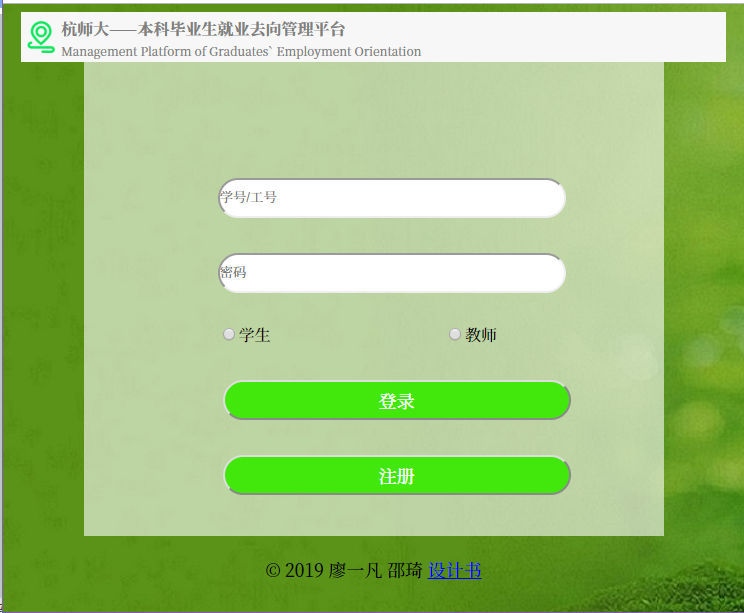 杭师大——本科毕业生就业去向管理平台
Management Platform of Graduates` Employment Orientation
学号/工号
密码
学生 教师
登录
注册
© 2019 廖一凡 邵琦 设计书